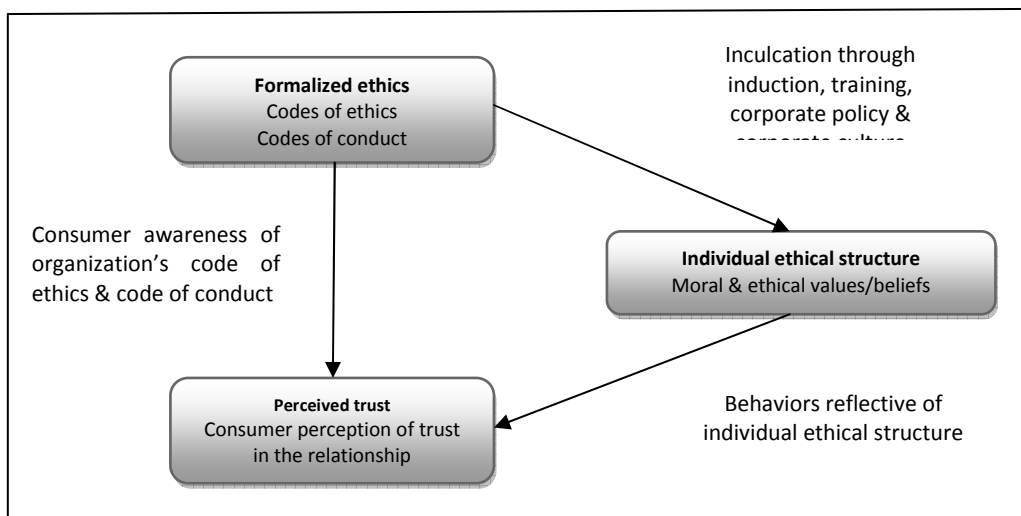 Formalized ethics
Codes of ethics
Codes of conduct
Inculcation through
induction, training,
corporate policy &
corporate culture
Consumer awareness of
organization's code of
ethics & code of conduct
Individual ethical structure
Moral & ethical values/beliefs
Perceived trust
Consumer perception of trust
in the relationship
Behaviors reflective of
individual ethical structure